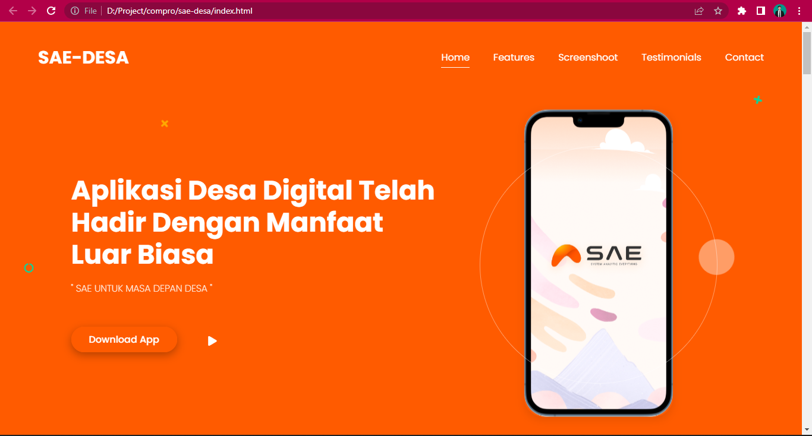 File
D:/Project/compro/sae-desa/index.html
SAE-DESA
Home
Features
Screenshoot
Testimonials
Contact
Aplikasi Desa Digital Telah
Hadir Dengan Manfaat
Luar Biasa
" SAE UNTUK MASA DEPAN DESA "
Download App
SAE